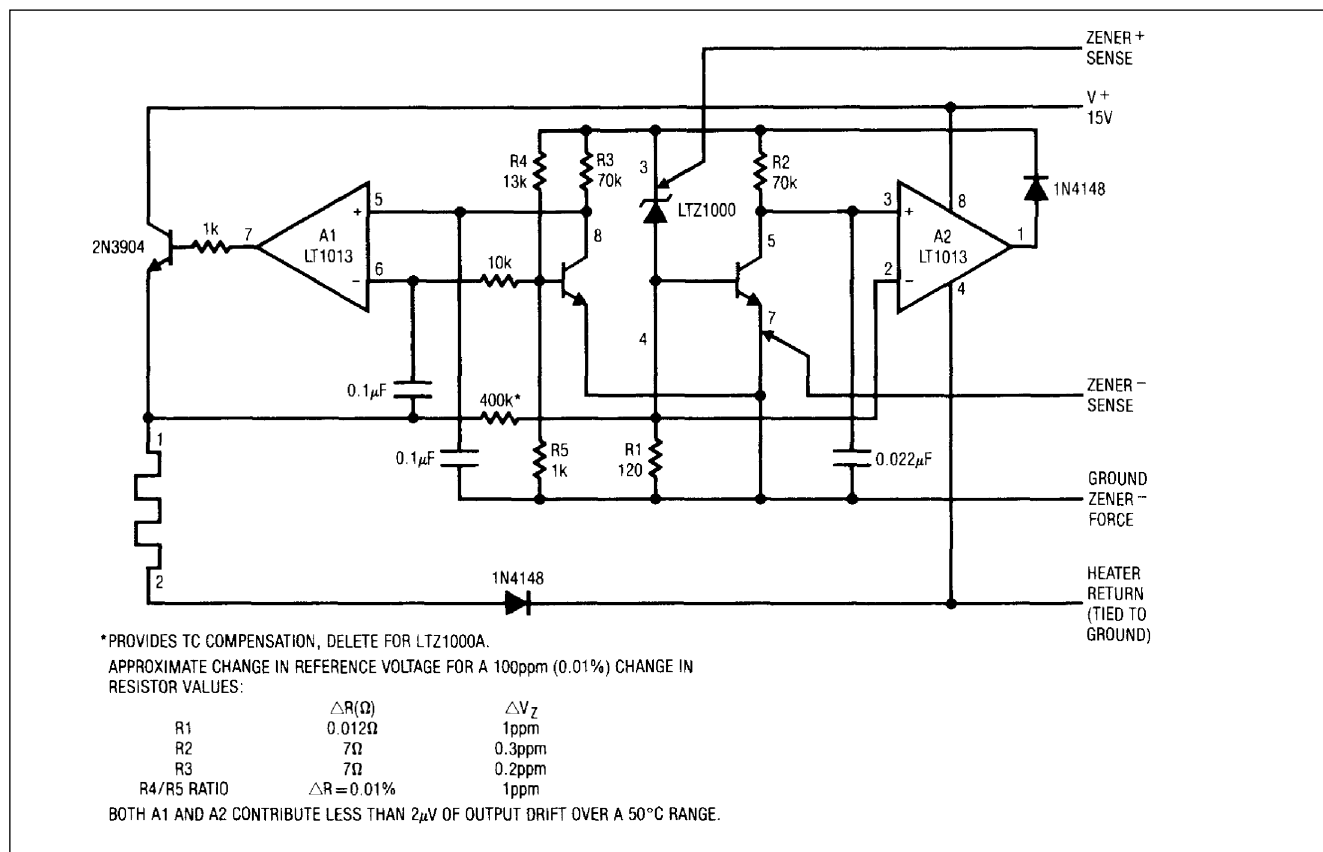 ZENER +
SENSE
V +
15V
R4
13k
R3
70k
3
R2
70k
1N4148
LTZ1000
5
3
8
1k
2N3904
7
A1
LT1013
+
8
5
+
A2
LT1013
1
6
−
10k
2
−
4
7
4
0.1μF
400k*
ZENER −
SENSE
1
0.1μF
R5
1k
R1
120
0.022μF
GROUND
ZENER −
FORCE
2
1N4148
HEATER
RETURN
(TIED TO
GROUND)
*PROVIDES TC COMPENSATION, DELETE FOR LTZ1000A.
APPROXIMATE CHANGE IN REFERENCE VOLTAGE FOR A 100ppm (0.01%) CHANGE IN
RESISTOR VALUES:
△R(Ω) △VZ
R1 0.012Ω 1ppm
R2 7Ω 0.3ppm
R3 7Ω 0.2ppm
R4/R5 RATIO △R=0.01% 1ppm
BOTH A1 AND A2 CONTRIBUTE LESS THAN 2μV OF OUTPUT DRIFT OVER A 50°C RANGE.